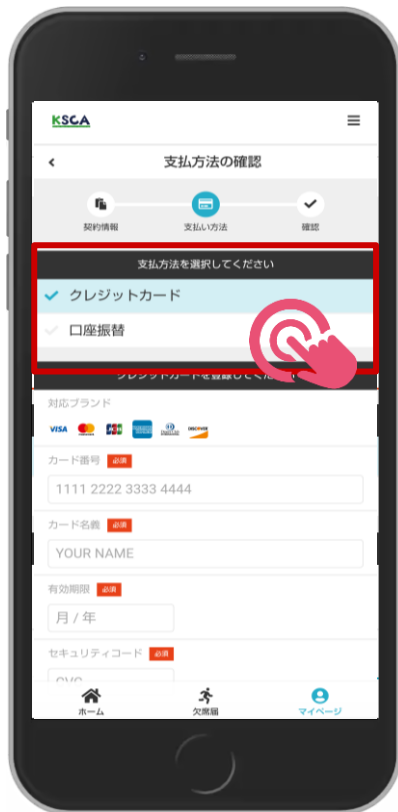 KSCA
支払方法の確認
契約情報
支払い方法
確認
支払方法を選択してください
クレジットカード
口座振替
クレジットカードを登録してください
対応ブランド
VISA
カード番号 必須
1111 2222 3333 4444
カード名義 必須
YOUR NAME
有効期限 必須
月 / 年
セキュリティコード 必須
CVC
ホーム
欠席届
マイページ